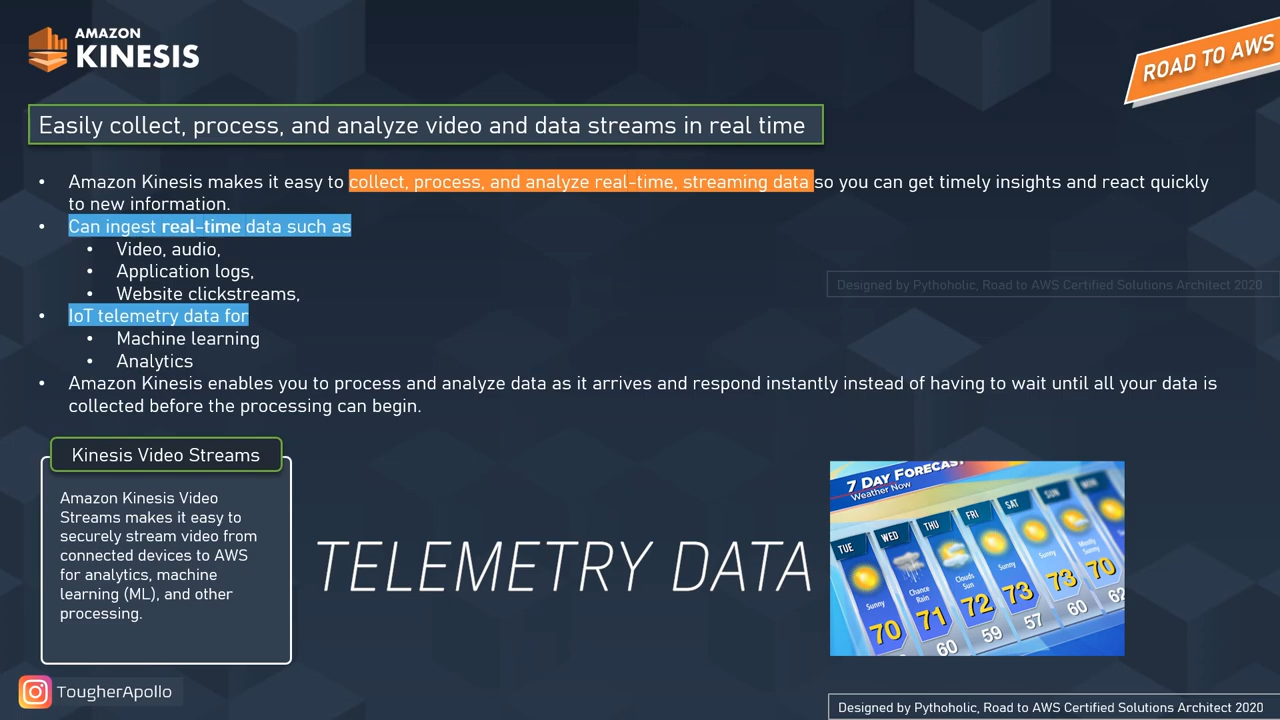 AMAZON
KINESIS
ROAD TO AWS
Easily collect, process, and analyze video and data streams in real time
• Amazon Kinesis makes it easy to collect, process, and analyze real-time, streaming data so you can get timely insights and react quickly
to new information.
• Can ingest real-time data such as
• Video, audio,
• Application logs,
• Website clickstreams,
Designed by Pythoholic, Road to AWS Certified Solutions Architect 2020
• IoT telemetry data for
• Machine learning
• Analytics
• Amazon Kinesis enables you to process and analyze data as it arrives and respond instantly instead of having to wait until all your data is
collected before the processing can begin.
Kinesis Video Streams
Amazon Kinesis Video
Streams makes it easy to
securely stream video from
connected devices to AWS
for analytics, machine
learning (ML), and other
processing.
TELEMETRY DATA
7 DAY FORECAST
Weather Now
TUE WED THU FRI SAT SUN MON
Sunny
Chance
Rain
Clouds
Sun
Sunny
Sunny
Mostly
Sunny
70 71 72 73 73 70
60 59 57 60 62
TougherApollo
Designed by Pythoholic, Road to AWS Certified Solutions Architect 2020